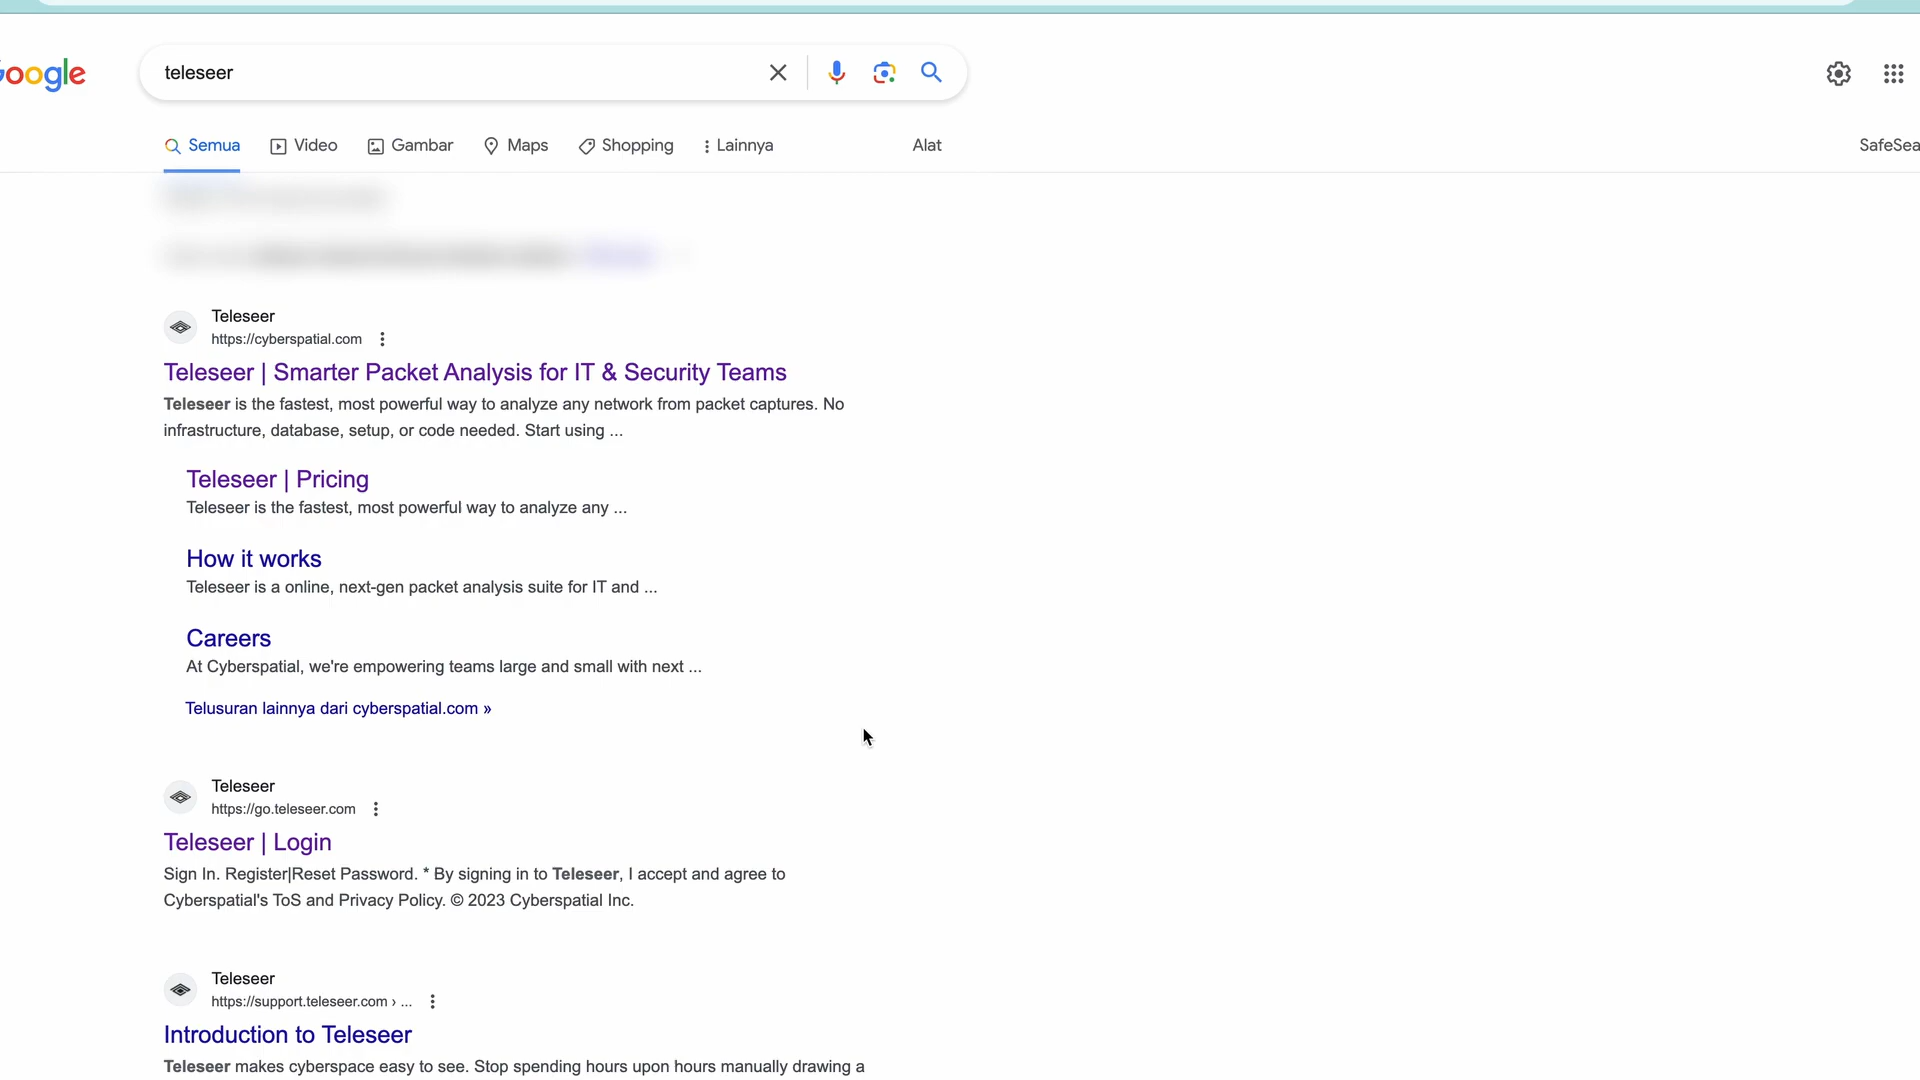 Google
teleseer
Semua
Video
Gambar
Maps
Shopping
Lainnya
Alat
SafeSea
Teleseer
https://cyberspatial.com
Teleseer | Smarter Packet Analysis for IT & Security Teams
Teleseer is the fastest, most powerful way to analyze any network from packet captures. No
infrastructure, database, setup, or code needed. Start using ...
Teleseer | Pricing
Teleseer is the fastest, most powerful way to analyze any ...
How it works
Teleseer is a online, next-gen packet analysis suite for IT and ...
Careers
At Cyberspatial, we're empowering teams large and small with next ...
Telusuran lainnya dari cyberspatial.com »
Teleseer
https://go.teleseer.com
Teleseer | Login
Sign In. Register|Reset Password. * By signing in to Teleseer, I accept and agree to
Cyberspatial's ToS and Privacy Policy. © 2023 Cyberspatial Inc.
Teleseer
https://support.teleseer.com › ...
Introduction to Teleseer
Teleseer makes cyberspace easy to see. Stop spending hours upon hours manually drawing a